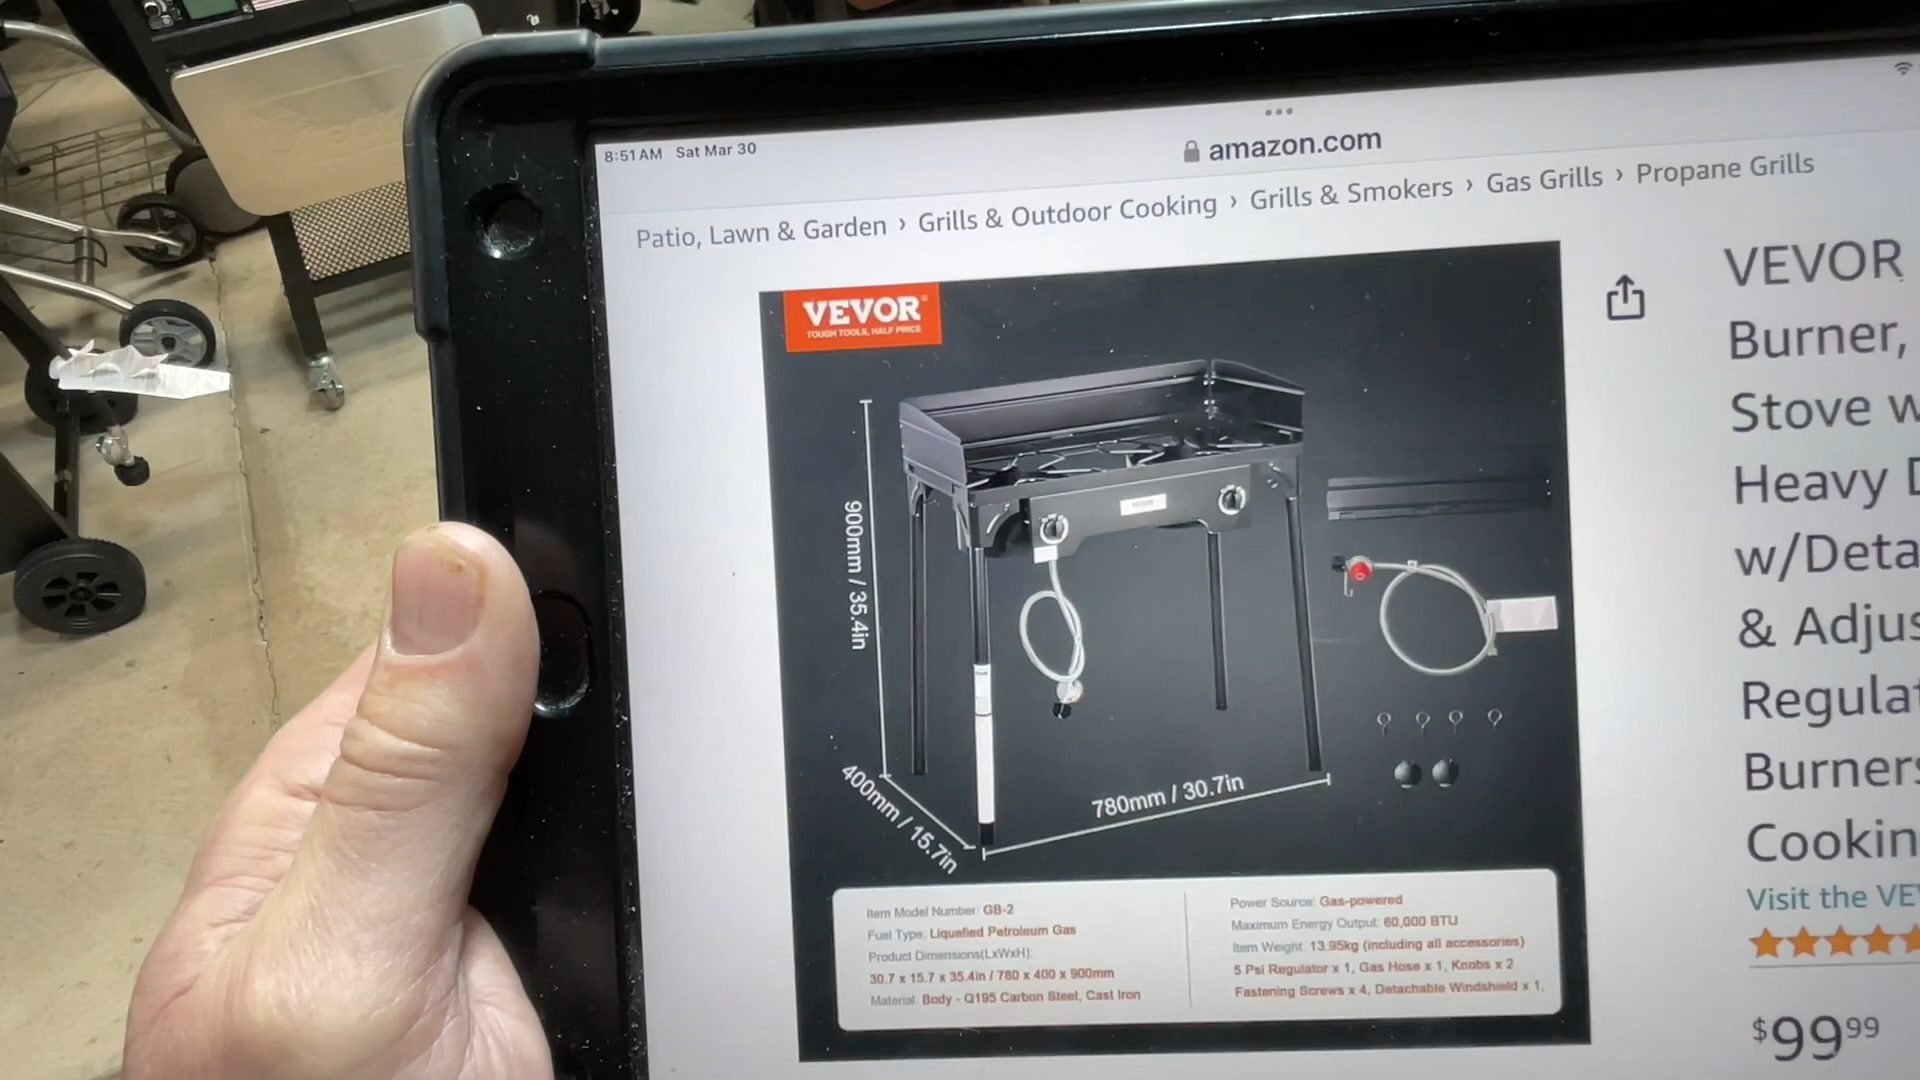 8:51 AM Sat Mar 30
amazon.com
Patio, Lawn & Garden › Grills & Outdoor Cooking › Grills & Smokers › Gas Grills › Propane Grills
VEVOR
TOUGH TOOLS, HALF PRICE
900mm / 35.4in
400mm / 15.7in
780mm / 30.7in
Item Model Number: GB-2
Fuel Type: Liquefied Petroleum Gas
Product Dimensions(LxWxH):
30.7 x 15.7 x 35.4in / 780 x 400 x 900mm
Material: Body - Q195 Carbon Steel, Cast Iron
Power Source: Gas-powered
Maximum Energy Output: 60,000 BTU
Item Weight: 13.95kg (including all accessories)
5 Psi Regulator x 1, Gas Hose x 1, Knobs x 2
Fastening Screws x 4, Detachable Windshield x 1,
VEVOR
Burner,
Stove w
Heavy D
w/Deta
& Adjus
Regulat
Burners
Cookin
Visit the VE
$99.99